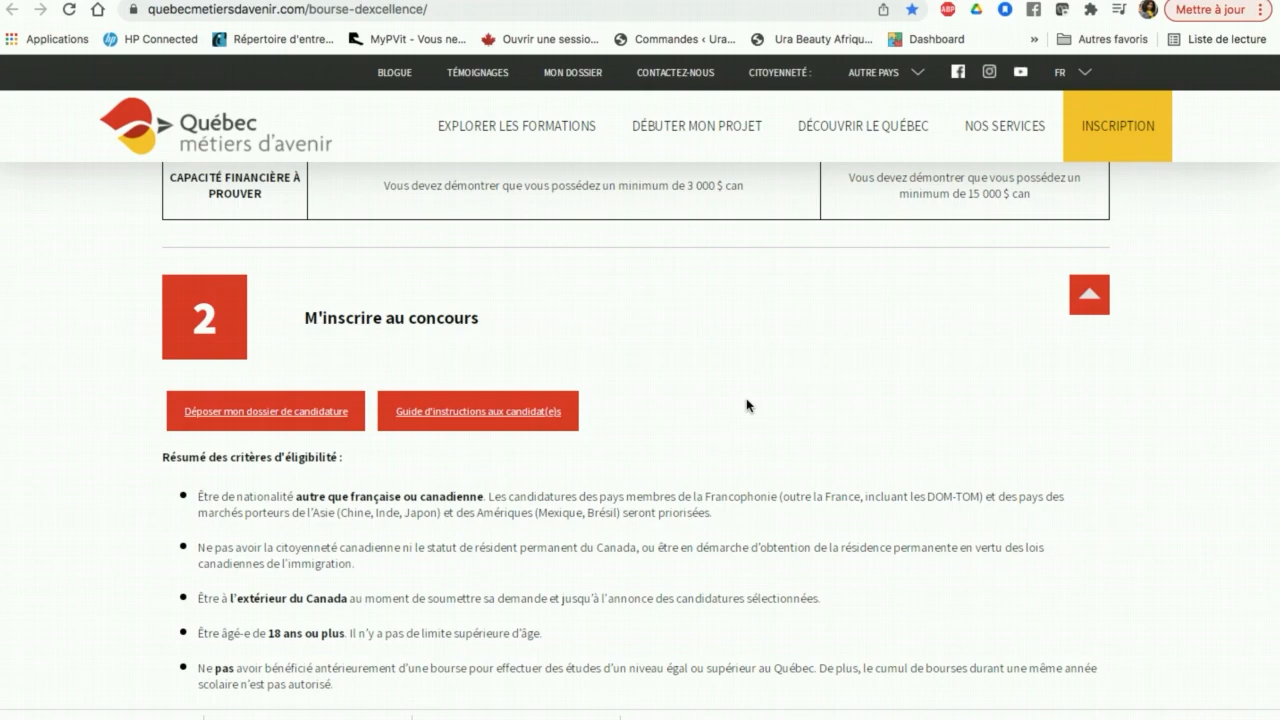 quebecmetiersdavenir.com/bourse-dexcellence/
Mettre à jour
Applications
HP Connected
Répertoire d'entre...
MyPVit - Vous ne...
Ouvrir une sessio...
Commandes ‹ Ura...
Ura Beauty Afriqu...
Dashboard
»
Autres favoris
Liste de lecture
BLOGUE
TÉMOIGNAGES
MON DOSSIER
CONTACTEZ-NOUS
CITOYENNETÉ :
AUTRE PAYS
FR
Québec
métiers d'avenir
EXPLORER LES FORMATIONS
DÉBUTER MON PROJET
DÉCOUVRIR LE QUÉBEC
NOS SERVICES
INSCRIPTION
CAPACITÉ FINANCIÈRE À
PROUVER
Vous devez démontrer que vous possédez un minimum de 3 000 $ can
Vous devez démontrer que vous possédez un
minimum de 15 000 $ can
2
M'inscrire au concours
Déposer mon dossier de candidature
Guide d'instructions aux candidat(e)s
Résumé des critères d'éligibilité :
Être de nationalité autre que française ou canadienne. Les candidatures des pays membres de la Francophonie (outre la France, incluant les DOM-TOM) et des pays des
marchés porteurs de l'Asie (Chine, Inde, Japon) et des Amériques (Mexique, Brésil) seront priorisées.
Ne pas avoir la citoyenneté canadienne ni le statut de résident permanent du Canada, ou être en démarche d'obtention de la résidence permanente en vertu des lois
canadiennes de l'immigration.
Être à l'extérieur du Canada au moment de soumettre sa demande et jusqu'à l'annonce des candidatures sélectionnées.
Être âgé-e de 18 ans ou plus. Il n'y a pas de limite supérieure d'âge.
Ne pas avoir bénéficié antérieurement d'une bourse pour effectuer des études d'un niveau égal ou supérieur au Québec. De plus, le cumul de bourses durant une même année
scolaire n'est pas autorisé.